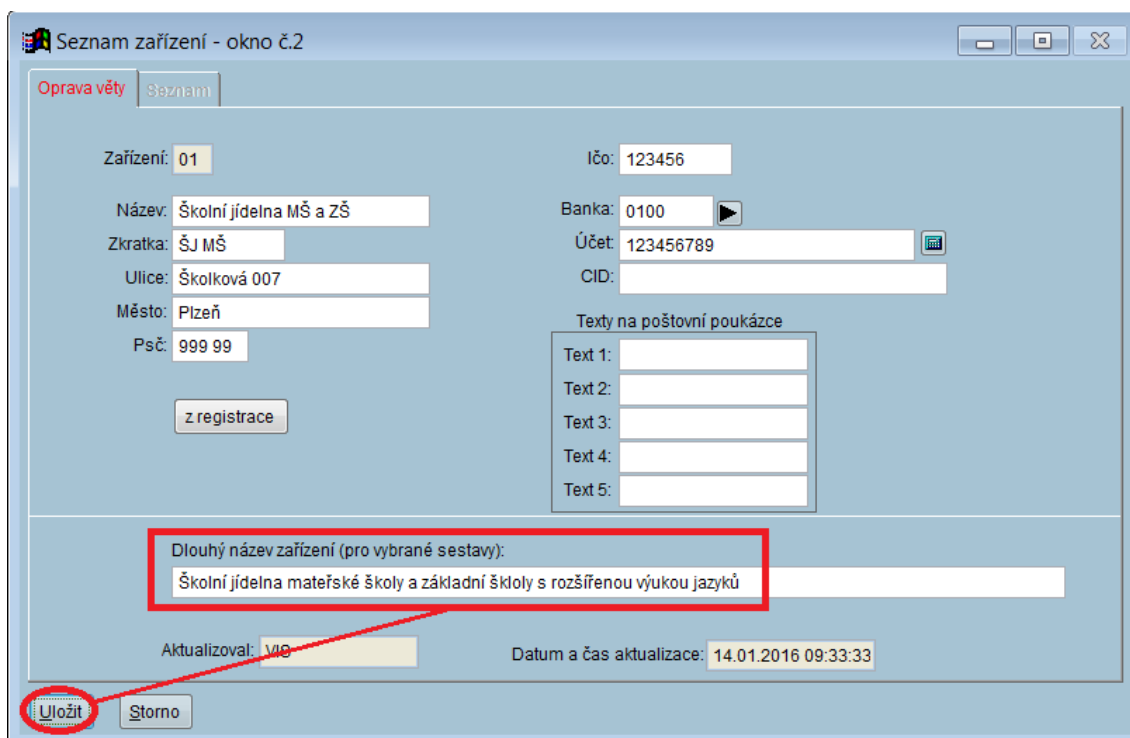 Seznam zařízení - okno č.2
Oprava věty
Seznam
Zařízení: 01
Ičo: 123456
Název: Školní jídelna MŠ a ZŠ
Banka: 0100
Zkratka: ŠJ MŠ
Účet: 123456789
Ulice: Školková 007
CID:
Město: Plzeň
Texty na poštovní poukázce
Psč: 999 99
Text 1:
Text 2:
z registrace
Text 3:
Text 4:
Text 5:
Dlouhý název zařízení (pro vybrané sestavy):
Školní jídelna mateřské školy a základní škloly s rozšířenou výukou jazyků
Aktualizoval: VIS
Datum a čas aktualizace: 14.01.2016 09:33:33
Uložit
Storno